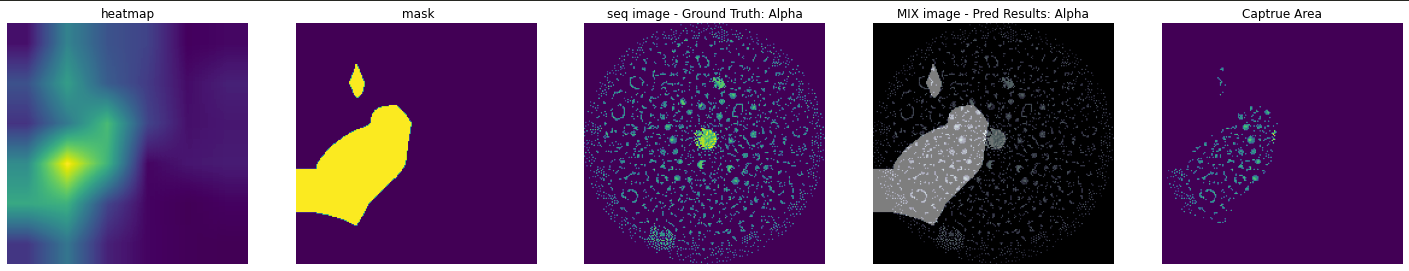 heatmap
mask
seq image - Ground Truth: Alpha
MIX image - Pred Results: Alpha
Captrue Area